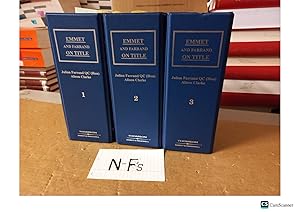 EMMET
AND FARRAND
ON TITLE
Julian Farrand QC (Hon)
Alison Clarke
1
EMMET
AND FARRAND
ON TITLE
Julian Farrand QC (Hon)
Alison Clarke
2
EMMET
AND FARRAND
ON TITLE
Julian Farrand QC (Hon)
Alison Clarke
3
N-F's
CS CamScanner